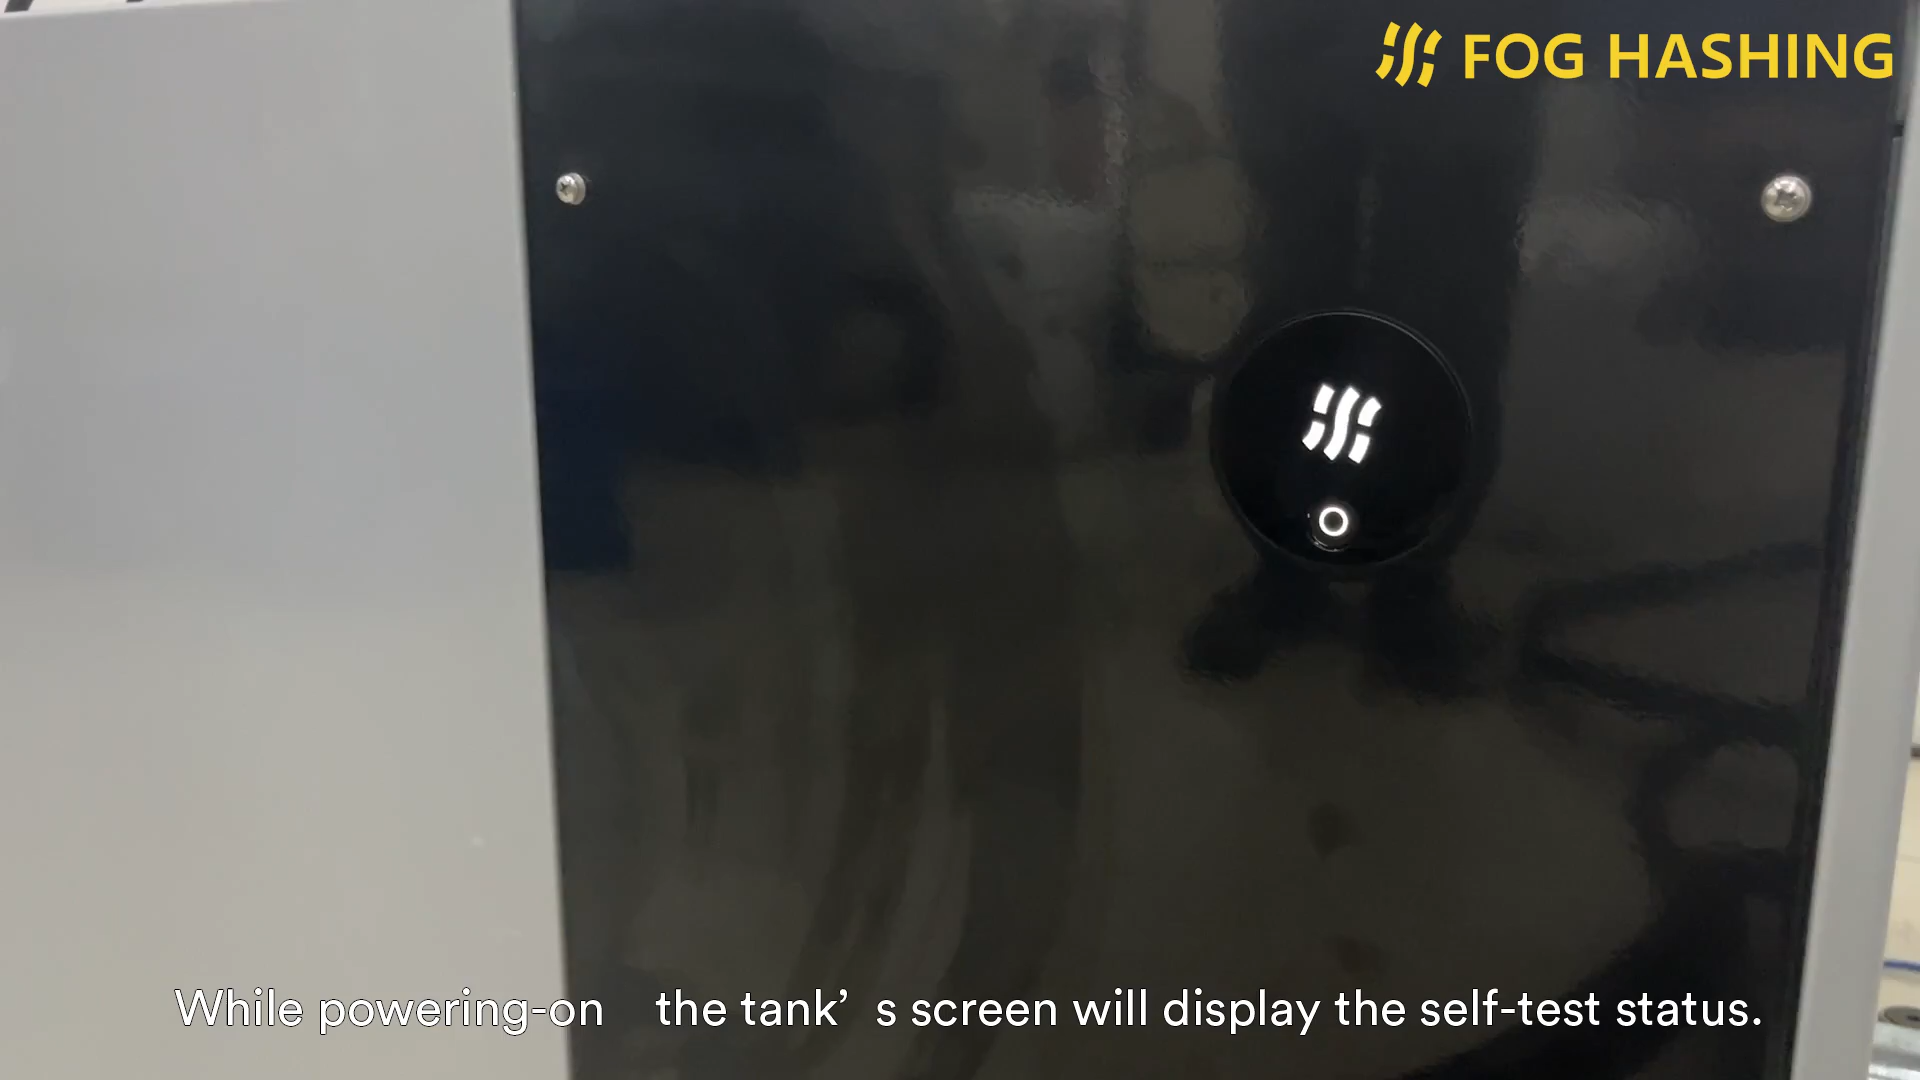 FOG HASHING
While powering-on   the tank’ s screen will display the self-test status.